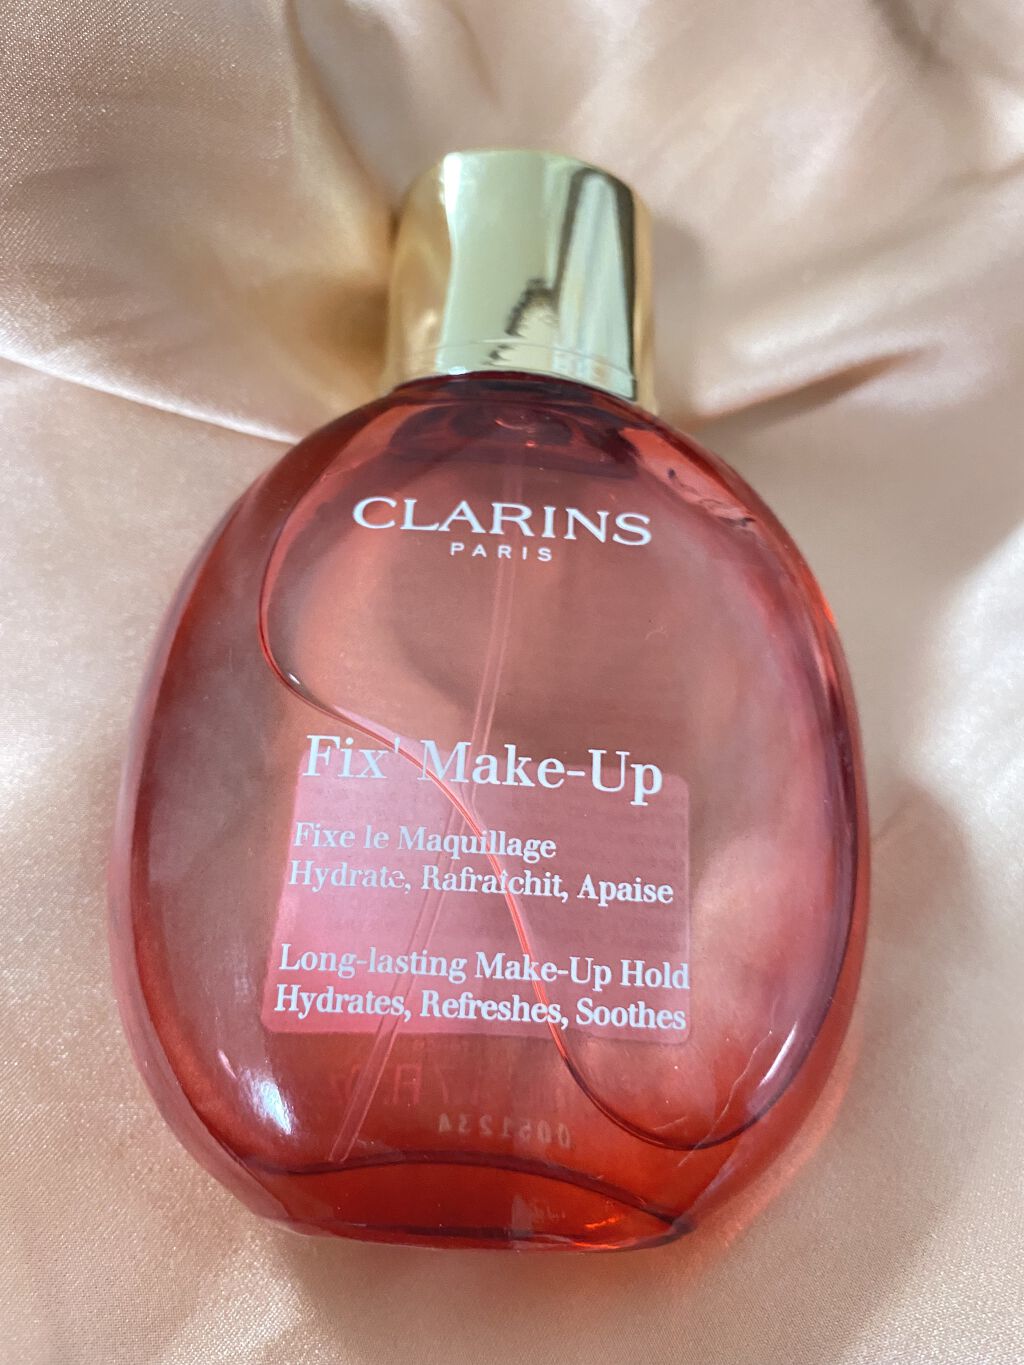 CLARINS
PARIS
Fix' Make-Up
Fixe le Maquillage
Hydrate, Rafraîchit, Apaise
Long-lasting Make-Up Hold
Hydrates, Refreshes, Soothes
0051234